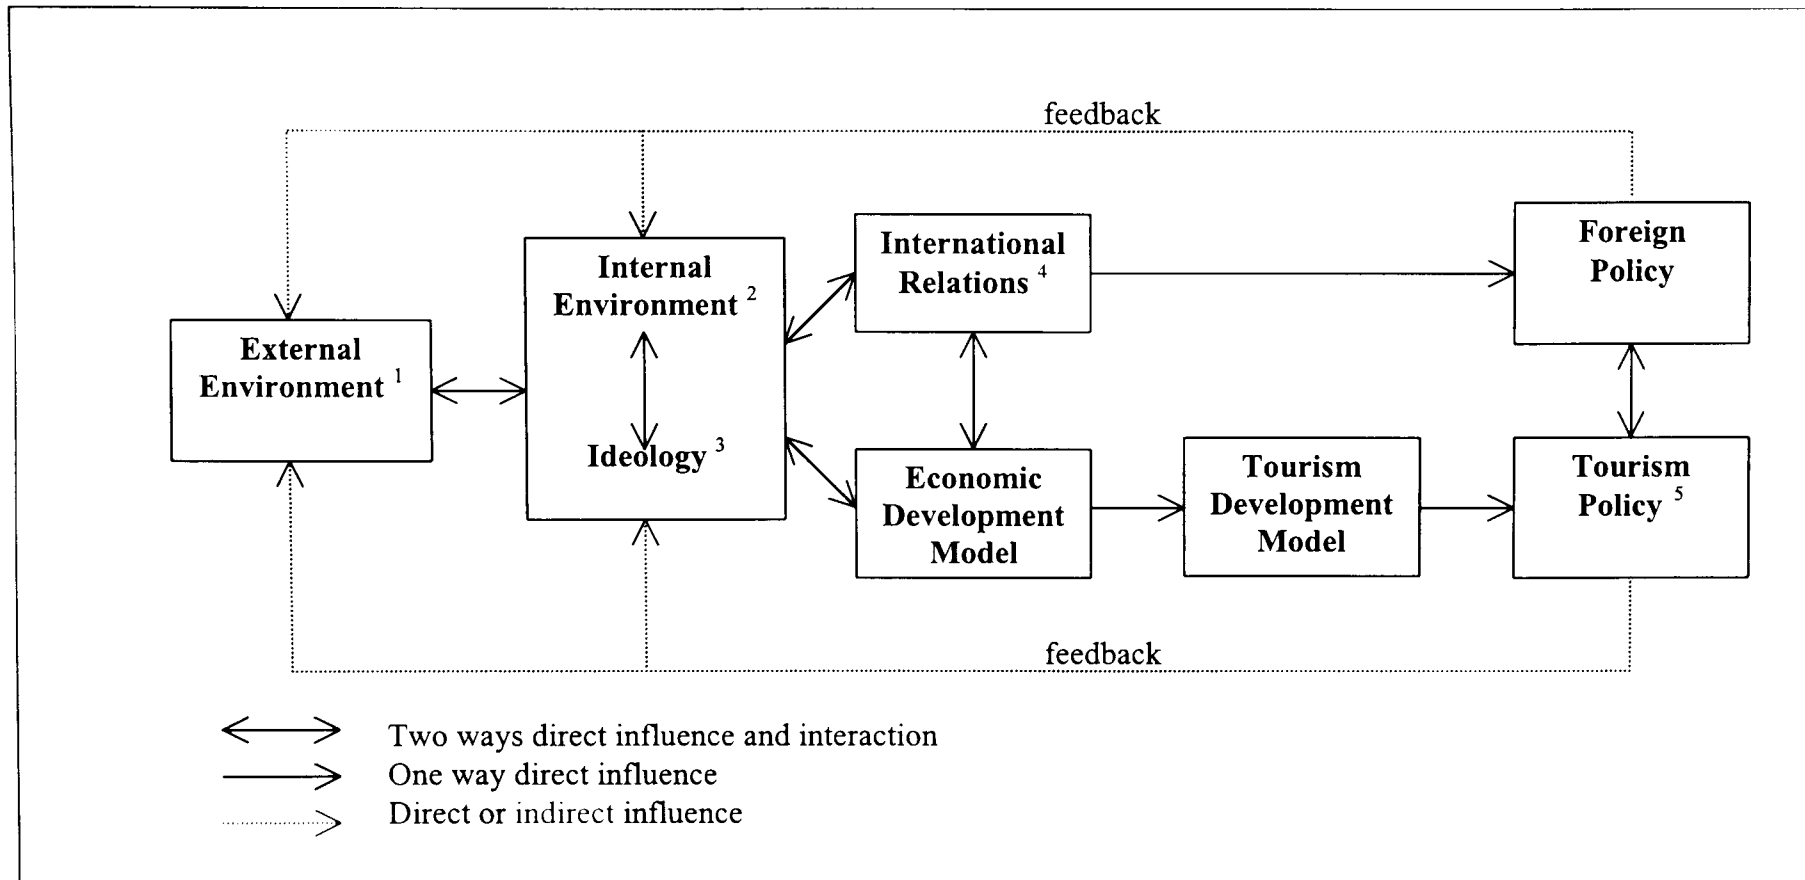 feedback
International
Relations 4
Foreign
Policy
Internal
Environment 2
External
Environment 1
Ideology 3
Economic
Development
Model
Tourism
Development
Model
Tourism
Policy 5
feedback
Two ways direct influence and interaction
One way direct influence
Direct or indirect influence